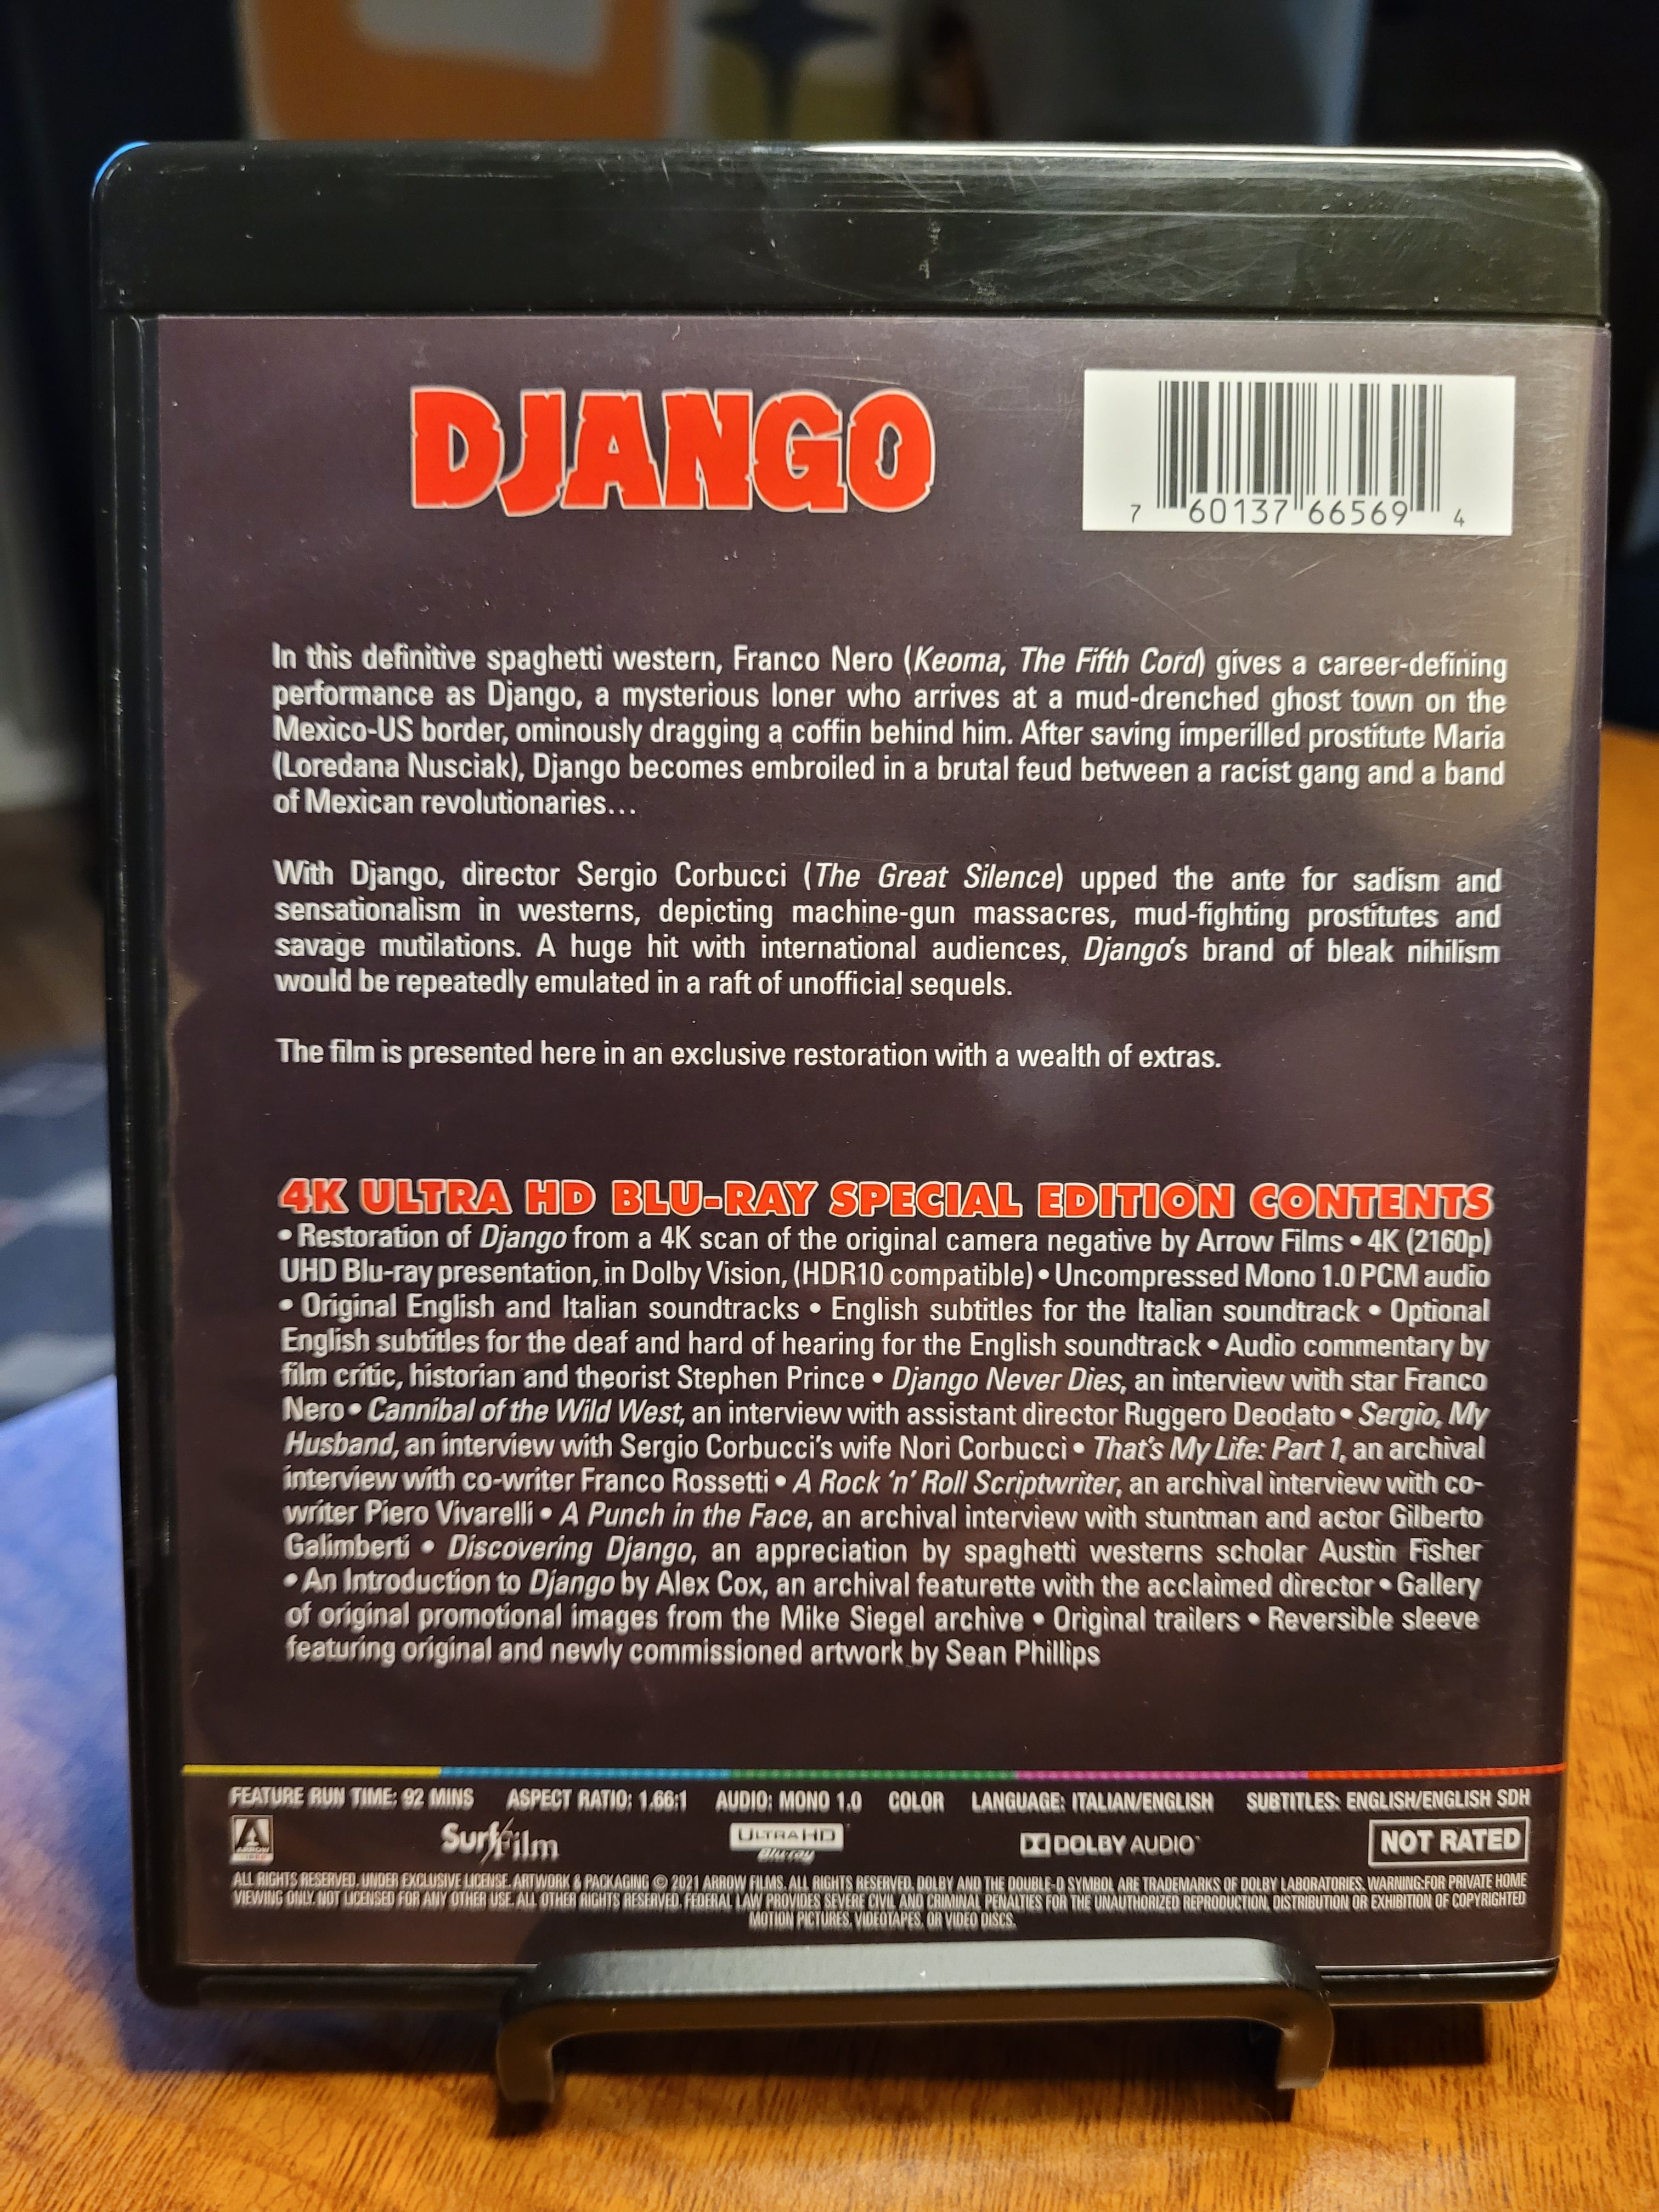 DJANGO
7 60137 66569 4
In this definitive spaghetti western, Franco Nero (Keoma, The Fifth Cord) gives a career-defining
performance as Django, a mysterious loner who arrives at a mud-drenched ghost town on the
Mexico-US border, ominously dragging a coffin behind him. After saving imperilled prostitute Maria
(Loredana Nusciak), Django becomes embroiled in a brutal feud between a racist gang and a band
of Mexican revolutionaries…
With Django, director Sergio Corbucci (The Great Silence) upped the ante for sadism and
sensationalism in westerns, depicting machine-gun massacres, mud-fighting prostitutes and
savage mutilations. A huge hit with international audiences, Django's brand of bleak nihilism
would be repeatedly emulated in a raft of unofficial sequels.
The film is presented here in an exclusive restoration with a wealth of extras.
4K ULTRA HD BLU-RAY SPECIAL EDITION CONTENTS
• Restoration of Django from a 4K scan of the original camera negative by Arrow Films • 4K (2160p)
UHD Blu-ray presentation, in Dolby Vision, (HDR10 compatible) • Uncompressed Mono 1.0 PCM audio
• Original English and Italian soundtracks • English subtitles for the Italian soundtrack • Optional
English subtitles for the deaf and hard of hearing for the English soundtrack • Audio commentary by
film critic, historian and theorist Stephen Prince • Django Never Dies, an interview with star Franco
Nero • Cannibal of the Wild West, an interview with assistant director Ruggero Deodato • Sergio, My
Husband, an interview with Sergio Corbucci's wife Nori Corbucci • That's My Life: Part 1, an archival
interview with co-writer Franco Rossetti • A Rock 'n' Roll Scriptwriter, an archival interview with co-
writer Piero Vivarelli • A Punch in the Face, an archival interview with stuntman and actor Gilberto
Galimberti • Discovering Django, an appreciation by spaghetti westerns scholar Austin Fisher
• An Introduction to Django by Alex Cox, an archival featurette with the acclaimed director • Gallery
of original promotional images from the Mike Siegel archive • Original trailers • Reversible sleeve
featuring original and newly commissioned artwork by Sean Phillips
FEATURE RUN TIME: 92 MINS ASPECT RATIO: 1.66:1 AUDIO: MONO 1.0 COLOR LANGUAGE: ITALIAN/ENGLISH SUBTITLES: ENGLISH/ENGLISH SDH
ARROW Surf Film ULTRA HD Blu-ray DOLBY AUDIO™ NOT RATED
ALL RIGHTS RESERVED. UNDER EXCLUSIVE LICENSE. ARTWORK & PACKAGING © 2021 ARROW FILMS. ALL RIGHTS RESERVED. DOLBY AND THE DOUBLE-D SYMBOL ARE TRADEMARKS OF DOLBY LABORATORIES. WARNING:FOR PRIVATE HOME
VIEWING ONLY. NOT LICENSED FOR ANY OTHER USE. ALL OTHER RIGHTS RESERVED. FEDERAL LAW PROVIDES SEVERE CIVIL AND CRIMINAL PENALTIES FOR THE UNAUTHORIZED REPRODUCTION, DISTRIBUTION OR EXHIBITION OF COPYRIGHTED
MOTION PICTURES, VIDEOTAPES, OR VIDEO DISCS.